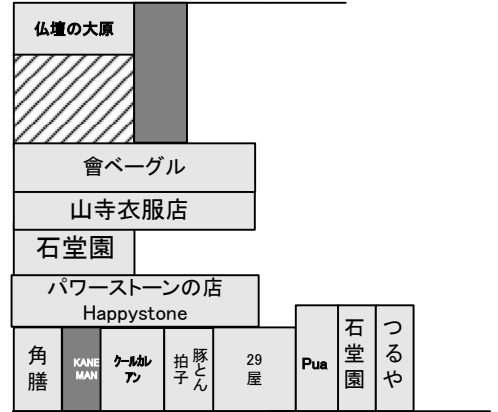 仏壇の大原
會ベーグル
山寺衣服店
石堂園
パワーストーンの店
Happystone
角膳
KANE
MAN
クールカレ
アン
豚とん
拍子
29
屋
Pua
石堂園
つるや